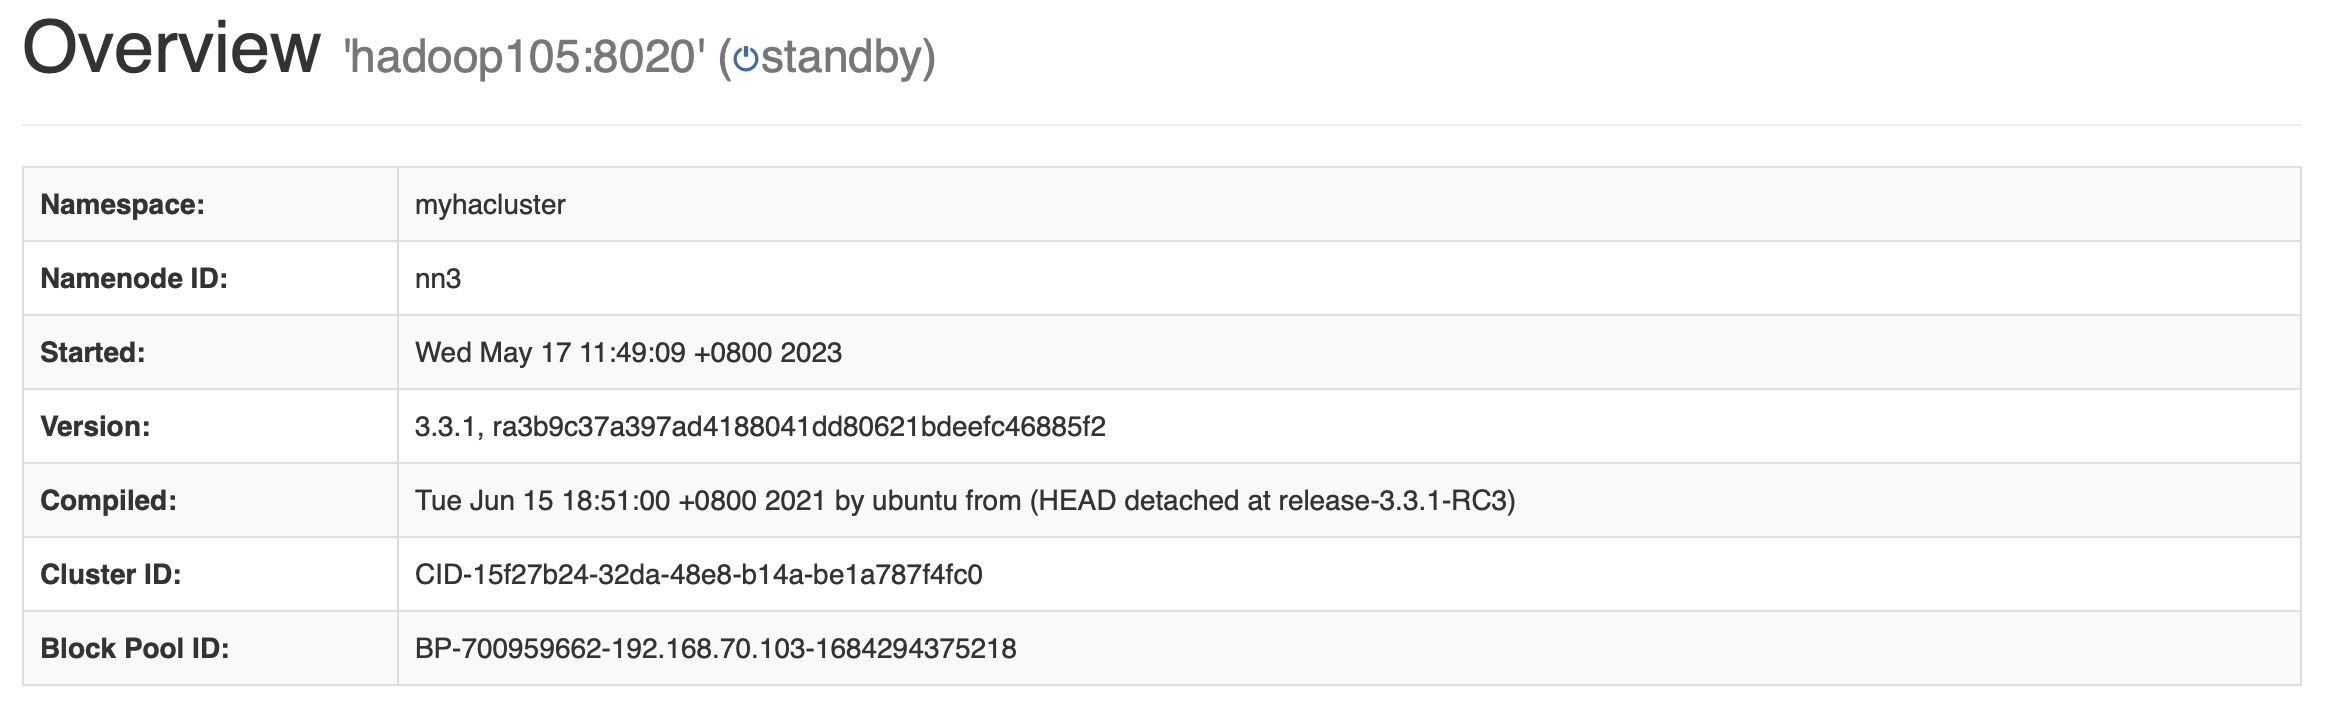 Overview 'hadoop105:8020' (standby)
Namespace: myhacluster
Namenode ID: nn3
Started: Wed May 17 11:49:09 +0800 2023
Version: 3.3.1, ra3b9c37a397ad4188041dd80621bdeefc46885f2
Compiled: Tue Jun 15 18:51:00 +0800 2021 by ubuntu from (HEAD detached at release-3.3.1-RC3)
Cluster ID: CID-15f27b24-32da-48e8-b14a-be1a787f4fc0
Block Pool ID: BP-700959662-192.168.70.103-1684294375218